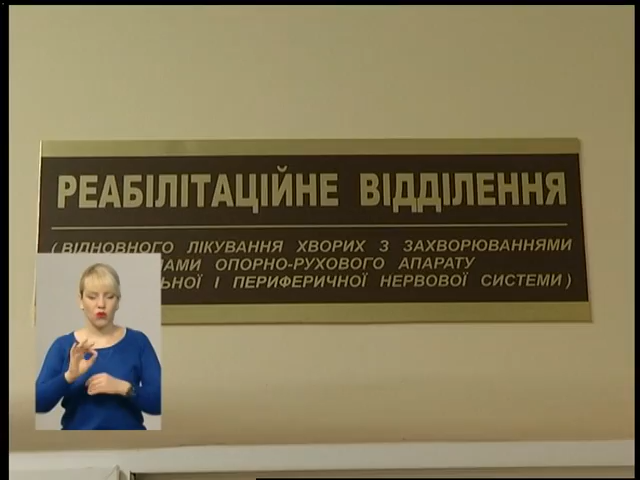 РЕАБІЛІТАЦІЙНЕ ВІДДІЛЕННЯ
( ВІДНОВНОГО ЛІКУВАННЯ ХВОРИХ З ЗАХВОРЮВАННЯМИ
ОПОРНО-РУХОВОГО АПАРАТУ
І ПЕРИФЕРИЧНОЇ НЕРВОВОЇ СИСТЕМИ )